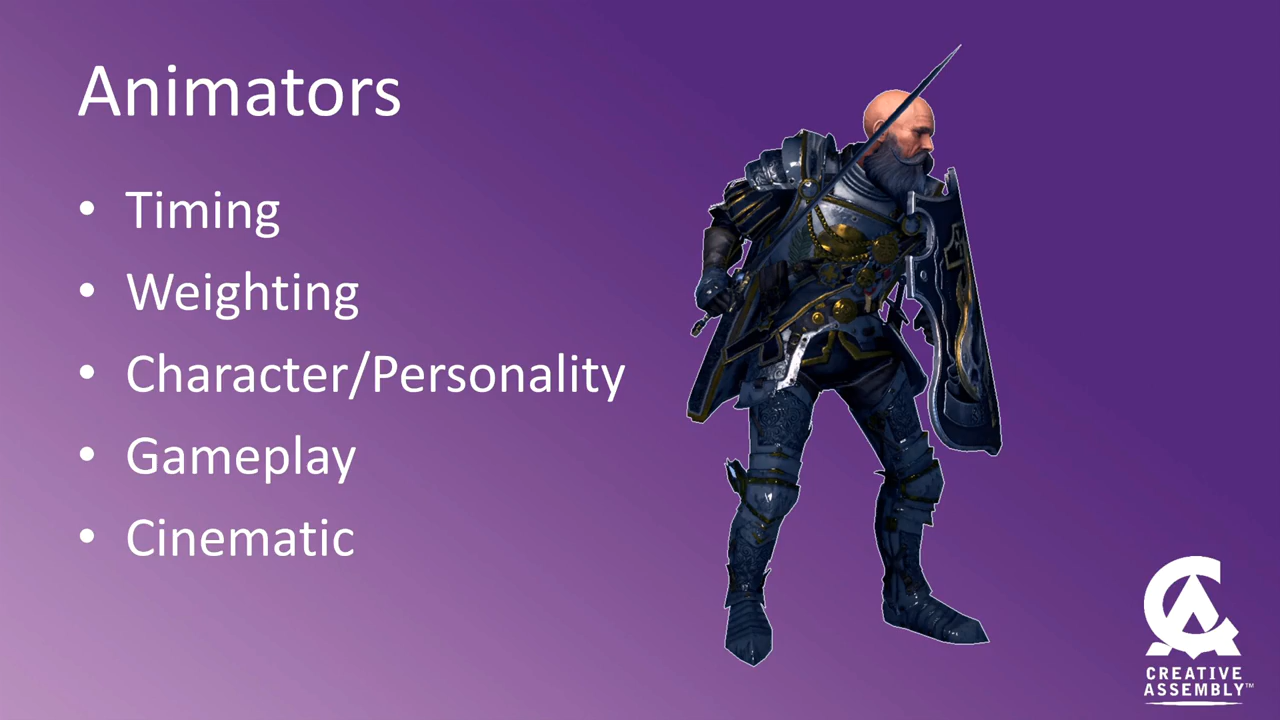 Animators
• Timing
• Weighting
• Character/Personality
• Gameplay
• Cinematic
CREATIVE
ASSEMBLY™